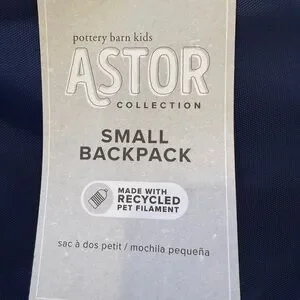 pottery barn kids
ASTOR
COLLECTION
SMALL
BACKPACK
MADE WITH
RECYCLED
PET FILAMENT
sac à dos petit / mochila pequeña